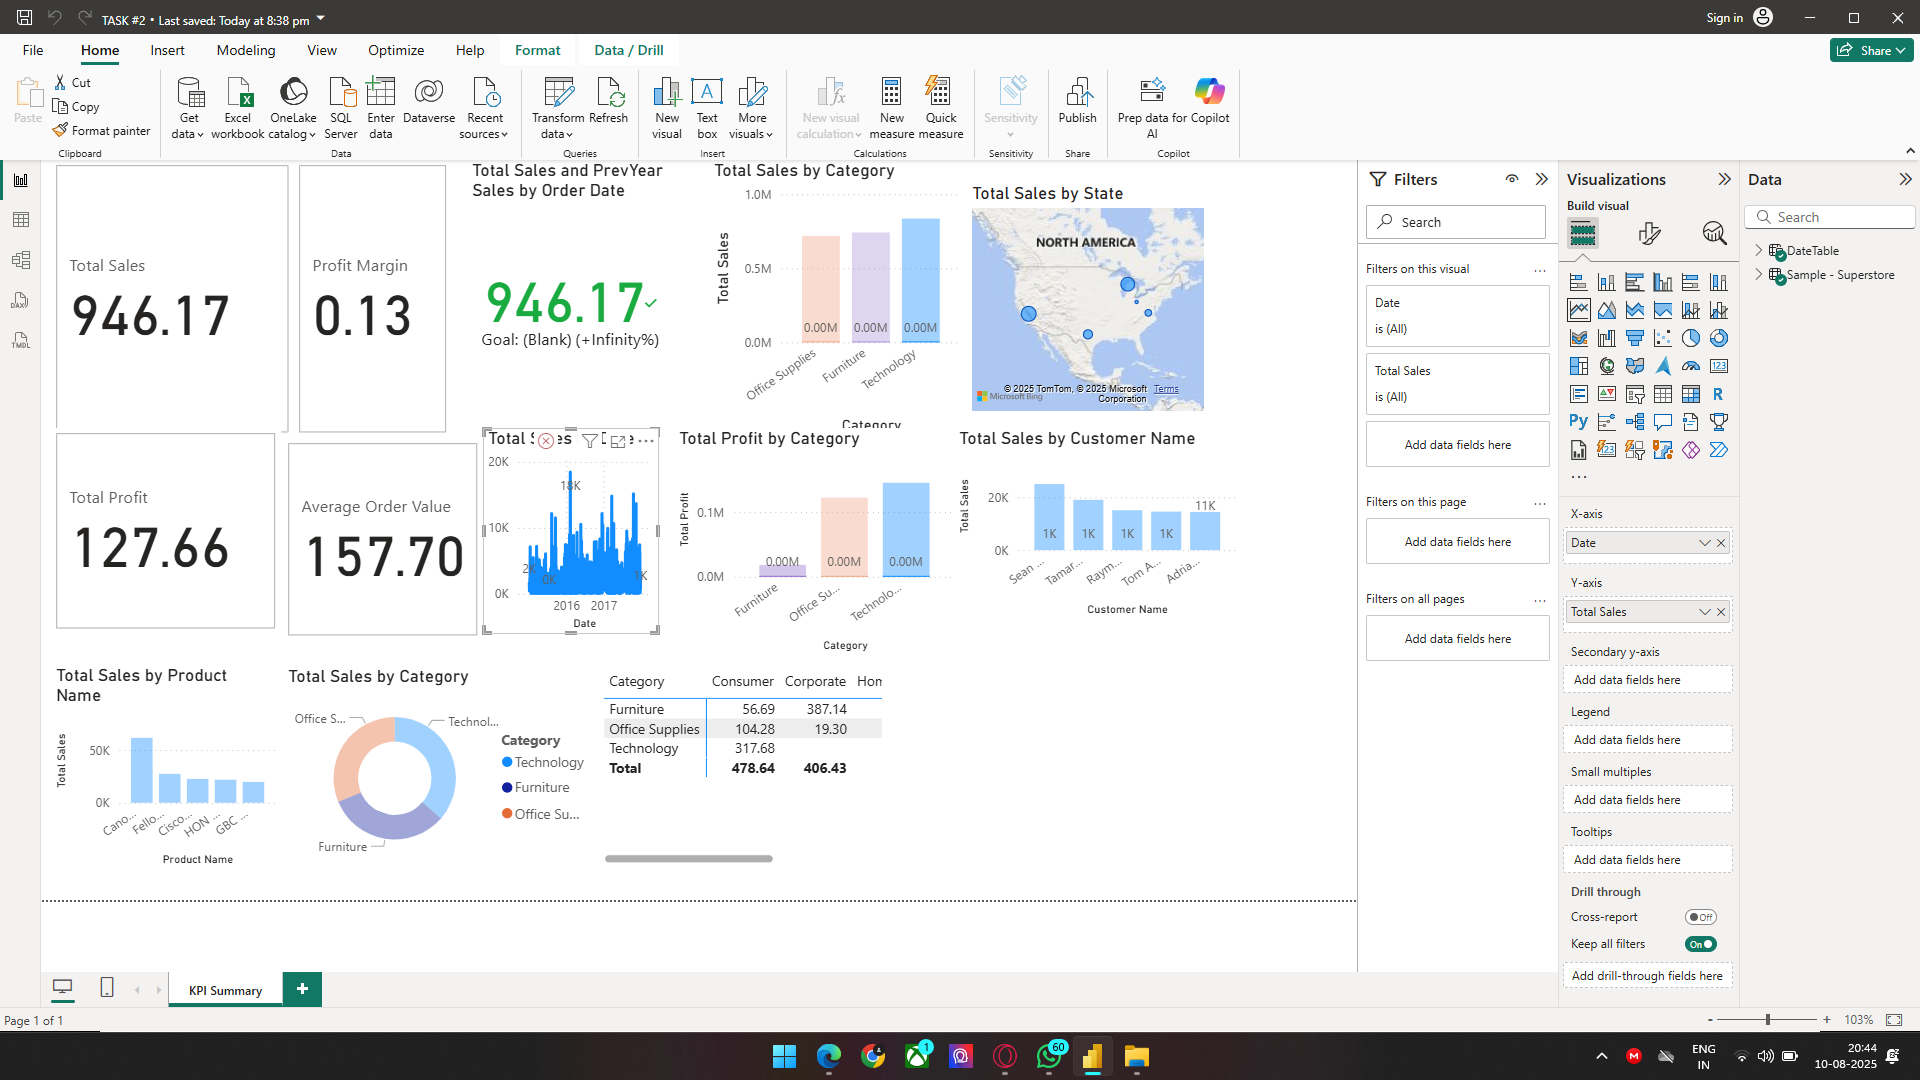 TASK #2 • Last saved: Today at 8:38 pm
Sign in
File
Home
Insert
Modeling
View
Optimize
Help
Format
Data / Drill
Share
Paste
Cut
Copy
Format painter
Clipboard
Get data
Excel workbook
OneLake catalog
SQL Server
Enter data
Dataverse
Recent sources
Data
Transform data
Refresh
Queries
New visual
Text box
More visuals
Insert
New visual calculation
New measure
Quick measure
Calculations
Sensitivity
Sensitivity
Publish
Share
Prep data for AI
Copilot
Copilot
DAX
TMDL
Total Sales
946.17
Profit Margin
0.13
Total Sales and PrevYear
Sales by Order Date
946.17
Goal: (Blank) (+Infinity%)
Total Sales by Category
Total Sales
1.0M
0.5M
0.0M
0.00M
0.00M
0.00M
Office Supplies
Furniture
Technology
Category
Total Sales by State
NORTH AMERICA
© 2025 TomTom, © 2025 Microsoft Corporation
Terms
Microsoft Bing
Total Profit
127.66
Average Order Value
157.70
20K
10K
0K
18K
2K
0K
1K
2016
2017
Date
Total Profit by Category
Total Profit
0.1M
0.0M
0.00M
0.00M
0.00M
Furniture
Office Su...
Technolo...
Category
Total Sales by Customer Name
Total Sales
20K
0K
1K
1K
1K
1K
11K
Sean ...
Tamar...
Raym...
Tom A...
Adria...
Customer Name
Total Sales by Product
Name
Total Sales
50K
0K
Cano...
Fello...
Cisco...
HON ...
GBC ...
Product Name
Total Sales by Category
Office S...
Technol...
Furniture
Category
Technology
Furniture
Office Su...
Category Consumer Corporate Hom
Furniture 56.69 387.14
Office Supplies 104.28 19.30
Technology 317.68
Total 478.64 406.43
Filters
Search
Filters on this visual
Date
is (All)
Total Sales
is (All)
Add data fields here
Filters on this page
Add data fields here
Filters on all pages
Add data fields here
Visualizations
Build visual
123
R
Py
X-axis
Date
Y-axis
Total Sales
Secondary y-axis
Add data fields here
Legend
Add data fields here
Small multiples
Add data fields here
Tooltips
Add data fields here
Drill through
Cross-report
Off
Keep all filters
On
Add drill-through fields here
Data
Search
DateTable
Sample - Superstore
KPI Summary
Page 1 of 1
103%
1
60
ENG
IN
20:44
10-08-2025